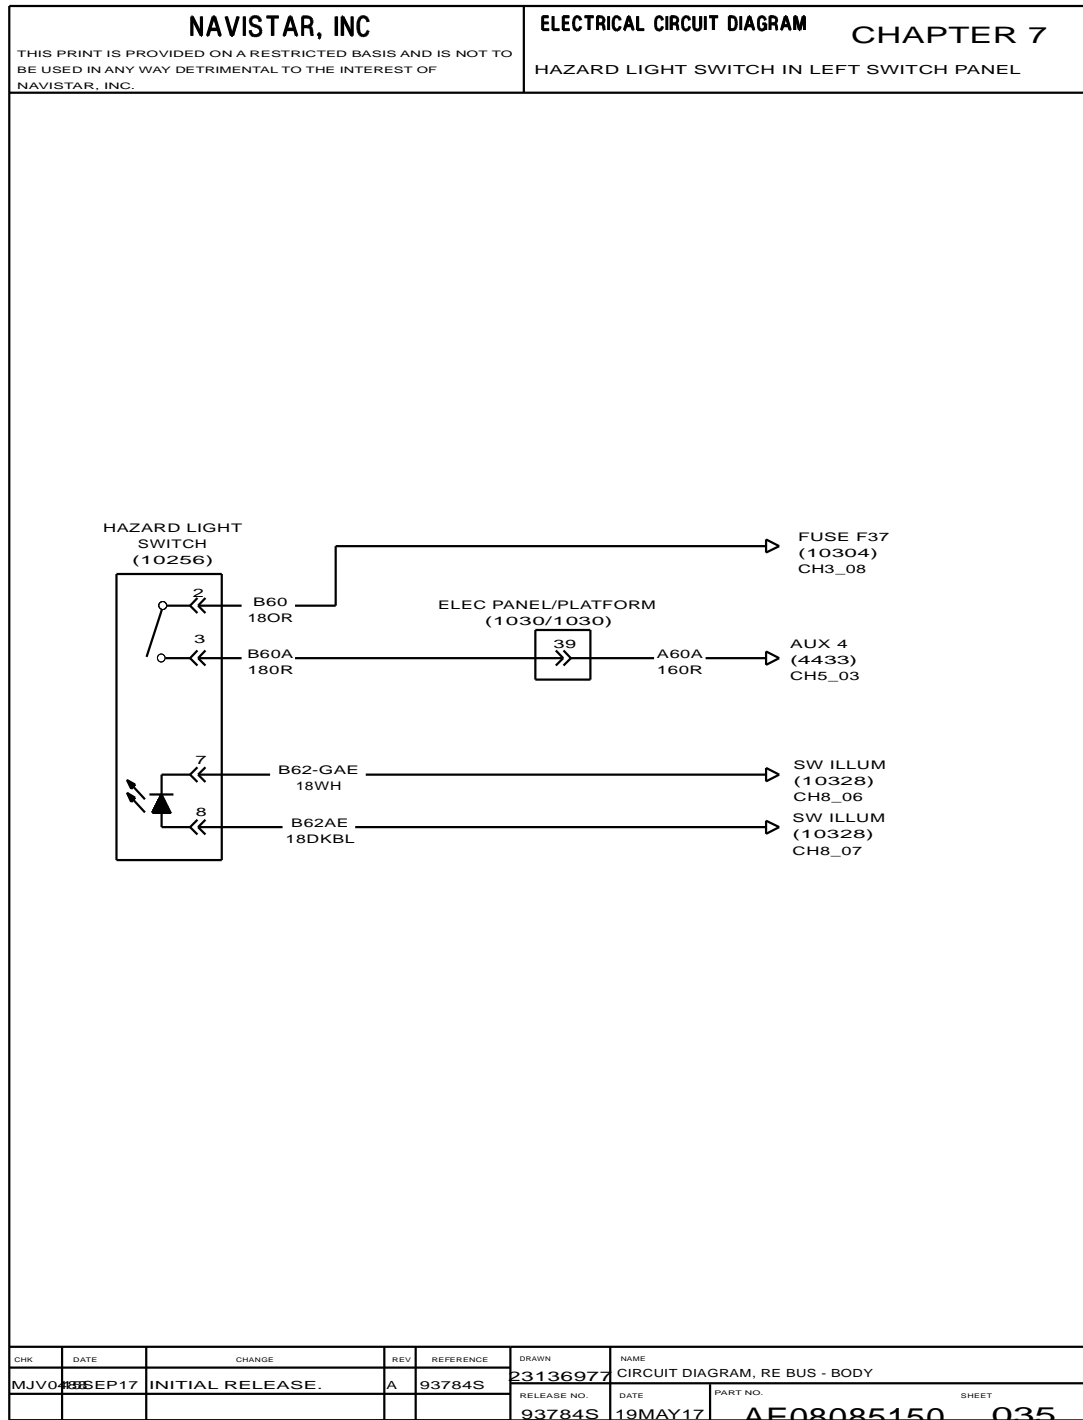 NAVISTAR, INC
THIS PRINT IS PROVIDED ON A RESTRICTED BASIS AND IS NOT TO
BE USED IN ANY WAY DETRIMENTAL TO THE INTEREST OF
NAVISTAR, INC.
ELECTRICAL CIRCUIT DIAGRAM
CHAPTER 7
HAZARD LIGHT SWITCH IN LEFT SWITCH PANEL
HAZARD LIGHT
SWITCH
(10256)
2
B60
18OR
FUSE F37
(10304)
CH3_08
3
B60A
180R
ELEC PANEL/PLATFORM
(1030/1030)
39
A60A
160R
AUX 4
(4433)
CH5_03
7
B62-GAE
18WH
SW ILLUM
(10328)
CH8_06
8
B62AE
18DKBL
SW ILLUM
(10328)
CH8_07
CHK DATE CHANGE REV REFERENCE
INITIAL RELEASE. A 93784S
DRAWN
23136977
NAME
CIRCUIT DIAGRAM, RE BUS - BODY
RELEASE NO.
93784S
DATE
19MAY17
PART NO.
AE08085150
SHEET
035